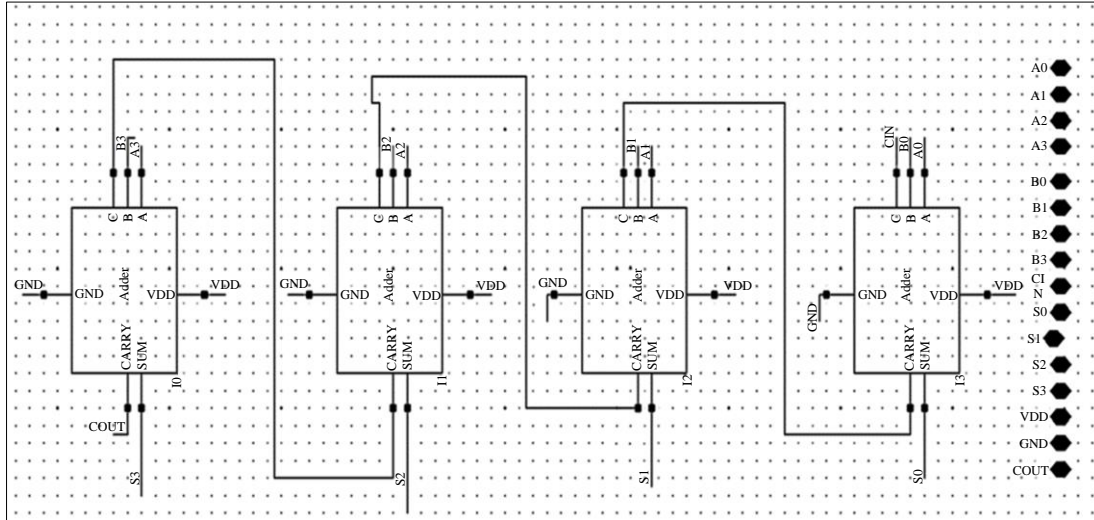 B3
A3
C
B
A
GND
GND
Adder
VDD
VDD
CARRY
SUM
I0
COUT
S3
B2
A2
C
B
A
GND
GND
Adder
VDD
VDD
CARRY
SUM
I1
S2
B1
A1
C
B
A
GND
GND
Adder
VDD
VDD
CARRY
SUM
I2
S1
CIN
B0
A0
C
B
A
GND
GND
Adder
VDD
VDD
CARRY
SUM
I3
S0
A0
A1
A2
A3
B0
B1
B2
B3
CI
N
S0
S1
S2
S3
VDD
GND
COUT